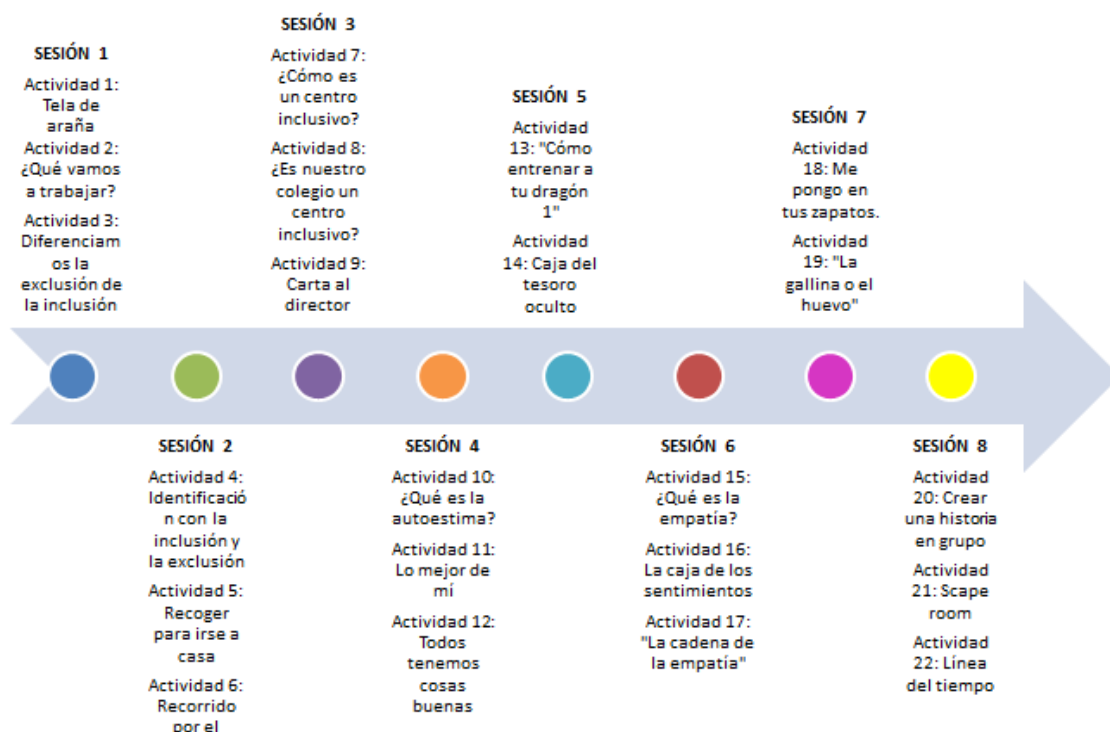 SESIÓN 1
Actividad 1:
Tela de
araña
Actividad 2:
¿Qué vamos
a trabajar?
Actividad 3:
Diferenciam
os la
exclusión de
la inclusión
SESIÓN 2
Actividad 4:
Identificació
n con la
inclusión y
la exclusión
Actividad 5:
Recoger
para irse a
casa
Actividad 6:
Recorrido
por el
SESIÓN 3
Actividad 7:
¿Cómo es
un centro
inclusivo?
Actividad 8:
¿Es nuestro
colegio un
centro
inclusivo?
Actividad 9:
Carta al
director
SESIÓN 4
Actividad 10:
¿Qué es la
autoestima?
Actividad 11:
Lo mejor de
mí
Actividad 12:
Todos
tenemos
cosas
buenas
SESIÓN 5
Actividad
13: "Cómo
entrenar a
tu dragón
1"
Actividad
14: Caja del
tesoro
oculto
SESIÓN 6
Actividad 15:
¿Qué es la
empatía?
Actividad 16:
La caja de los
sentimientos
Actividad 17:
"La cadena de
la empatía"
SESIÓN 7
Actividad
18: Me
pongo en
tus zapatos.
Actividad
19: "La
gallina o el
huevo"
SESIÓN 8
Actividad
20: Crear
una historia
en grupo
Actividad
21: Scape
room
Actividad
22: Línea
del tiempo